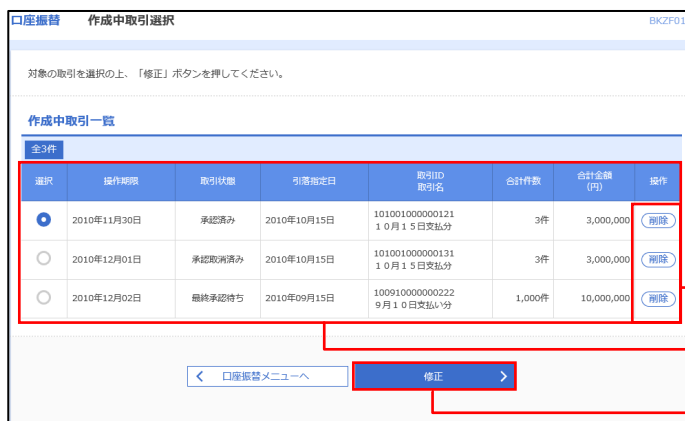 口座振替 作成中取引選択 BKZF01
対象の取引を選択の上、「修正」ボタンを押してください。
作成中取引一覧
全3件
選択 操作期限 取引状態 引落指定日 取引ID 合計件数 合計金額 操作
取引名 (円)
2010年11月30日 承認済み 2010年10月15日 101001000000121 3件 3,000,000 削除
10月15日支払分
2010年12月01日 承認取消済み 2010年10月15日 101001000000131 3件 3,000,000 削除
10月15日支払分
2010年12月02日 最終承認待ち 2010年09月15日 100910000000222 1,000件 10,000,000 削除
9月10日支払い分
口座振替メニューへ 修正